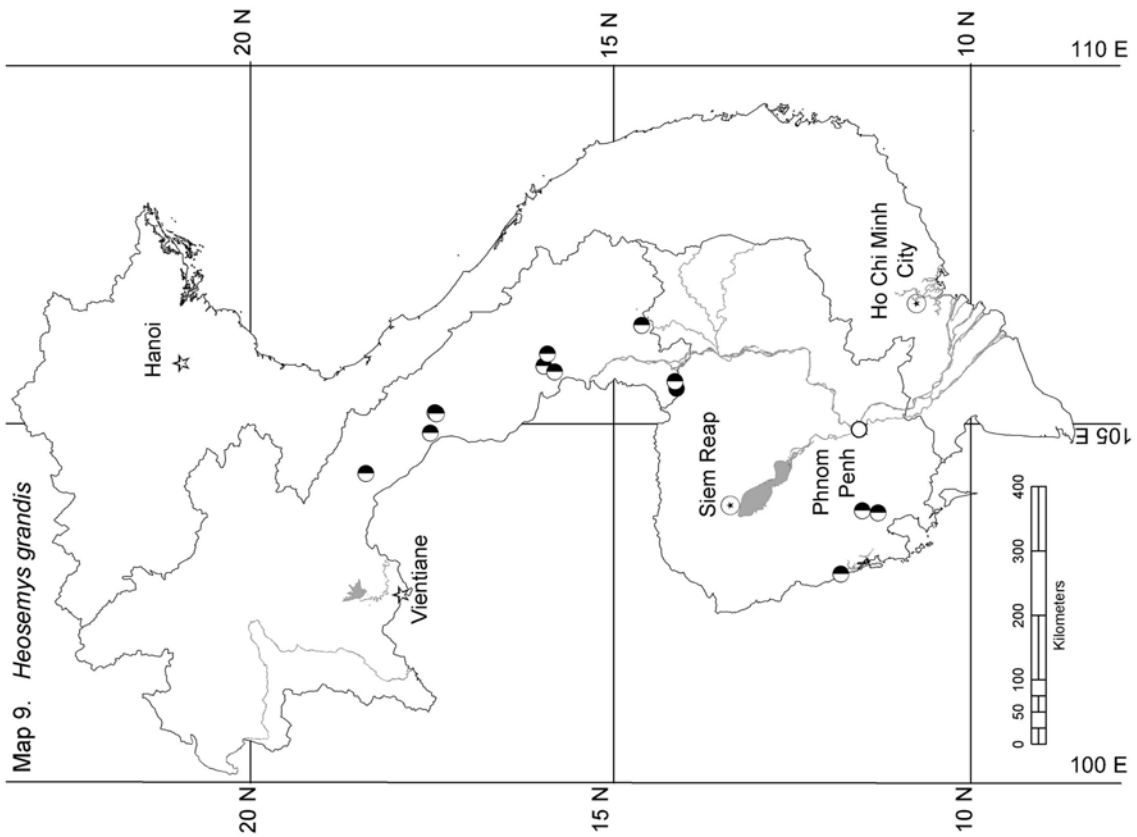 Map 9. Heosemys grandis
20 N
15 N
10 N
20 N
15 N
10 N
110 E
105 E
100 E
Hanoi
Vientiane
Siem Reap
Phnom
Penh
Ho Chi Minh
City
0 50 100 200 300 400
Kilometers